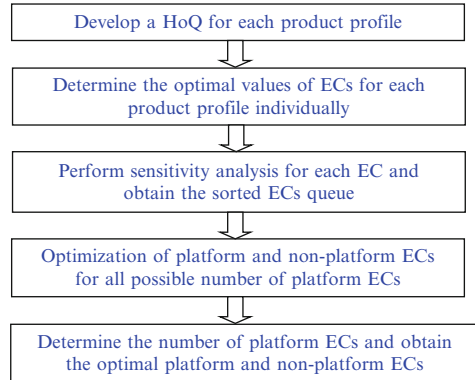 Develop a HoQ for each product profile
Determine the optimal values of ECs for each
product profile individually
Perform sensitivity analysis for each EC and
obtain the sorted ECs queue
Optimization of platform and non-platform ECs
for all possible number of platform ECs
Determine the number of platform ECs and obtain
the optimal platform and non-platform ECs